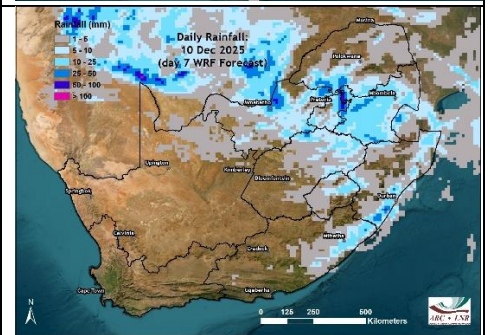 Rainfall (mm)
1 - 5
5 - 10
10 - 25
25 - 50
50 - 100
> 100
Daily Rainfall:
10 Dec 2025
(day 7 WRF Forecast)
Musina
Polokwane
Mbombela
Pretoria
Mmabatho
Upington
Kimberley
Bloemfontein
Springbok
Durban
Mthatha
Calvinia
Cradock
Cape Town
Gqeberha
N
0 125 250 500
Kilometers
ARC • LNR